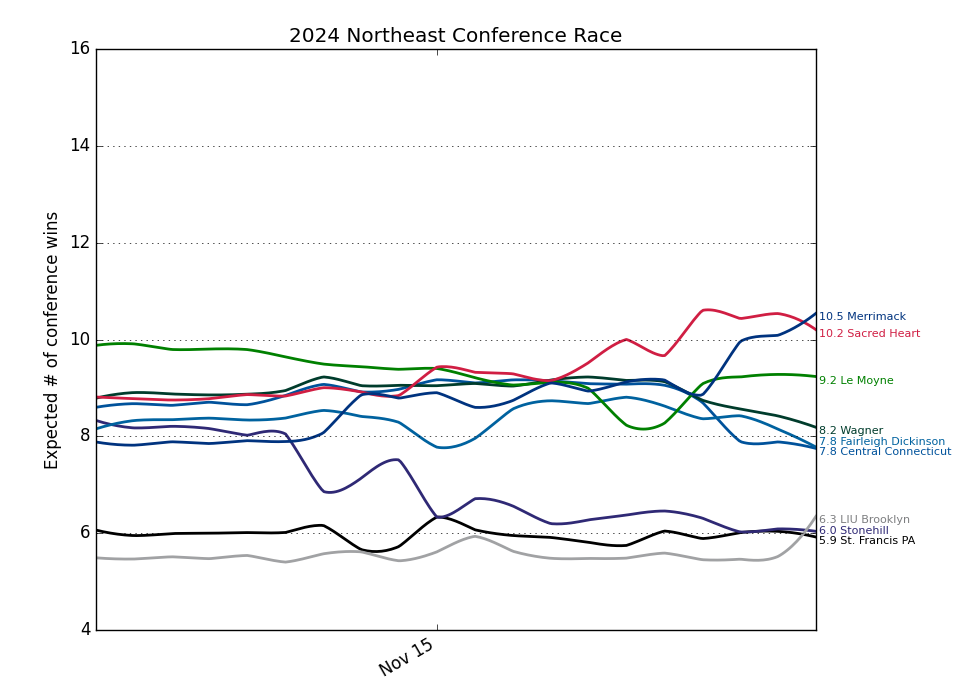 2024 Northeast Conference Race
Expected # of conference wins
16
14
12
10
8
6
4
Nov 15
10.5 Merrimack
10.2 Sacred Heart
9.2 Le Moyne
8.2 Wagner
7.8 Fairleigh Dickinson
7.8 Central Connecticut
6.3 LIU Brooklyn
6.0 Stonehill
5.9 St. Francis PA